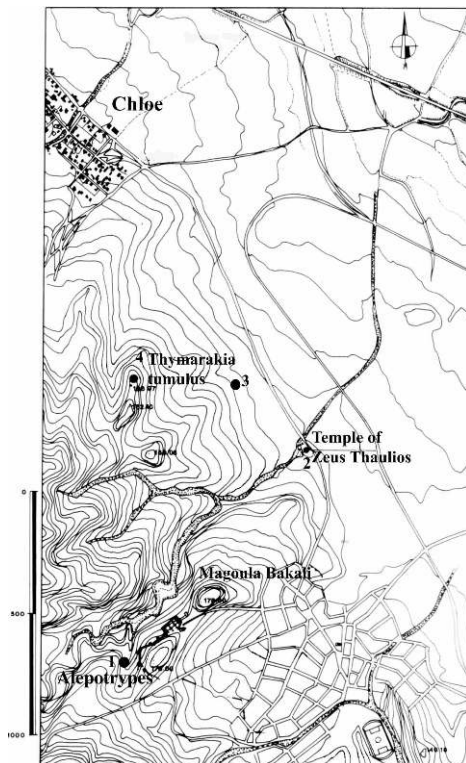 Chloe
4 Thymarakia
tumulus
3
Temple of
Zeus Thaulios
2
0
Magoula Bakali
500
1
Alepotrypes
1000